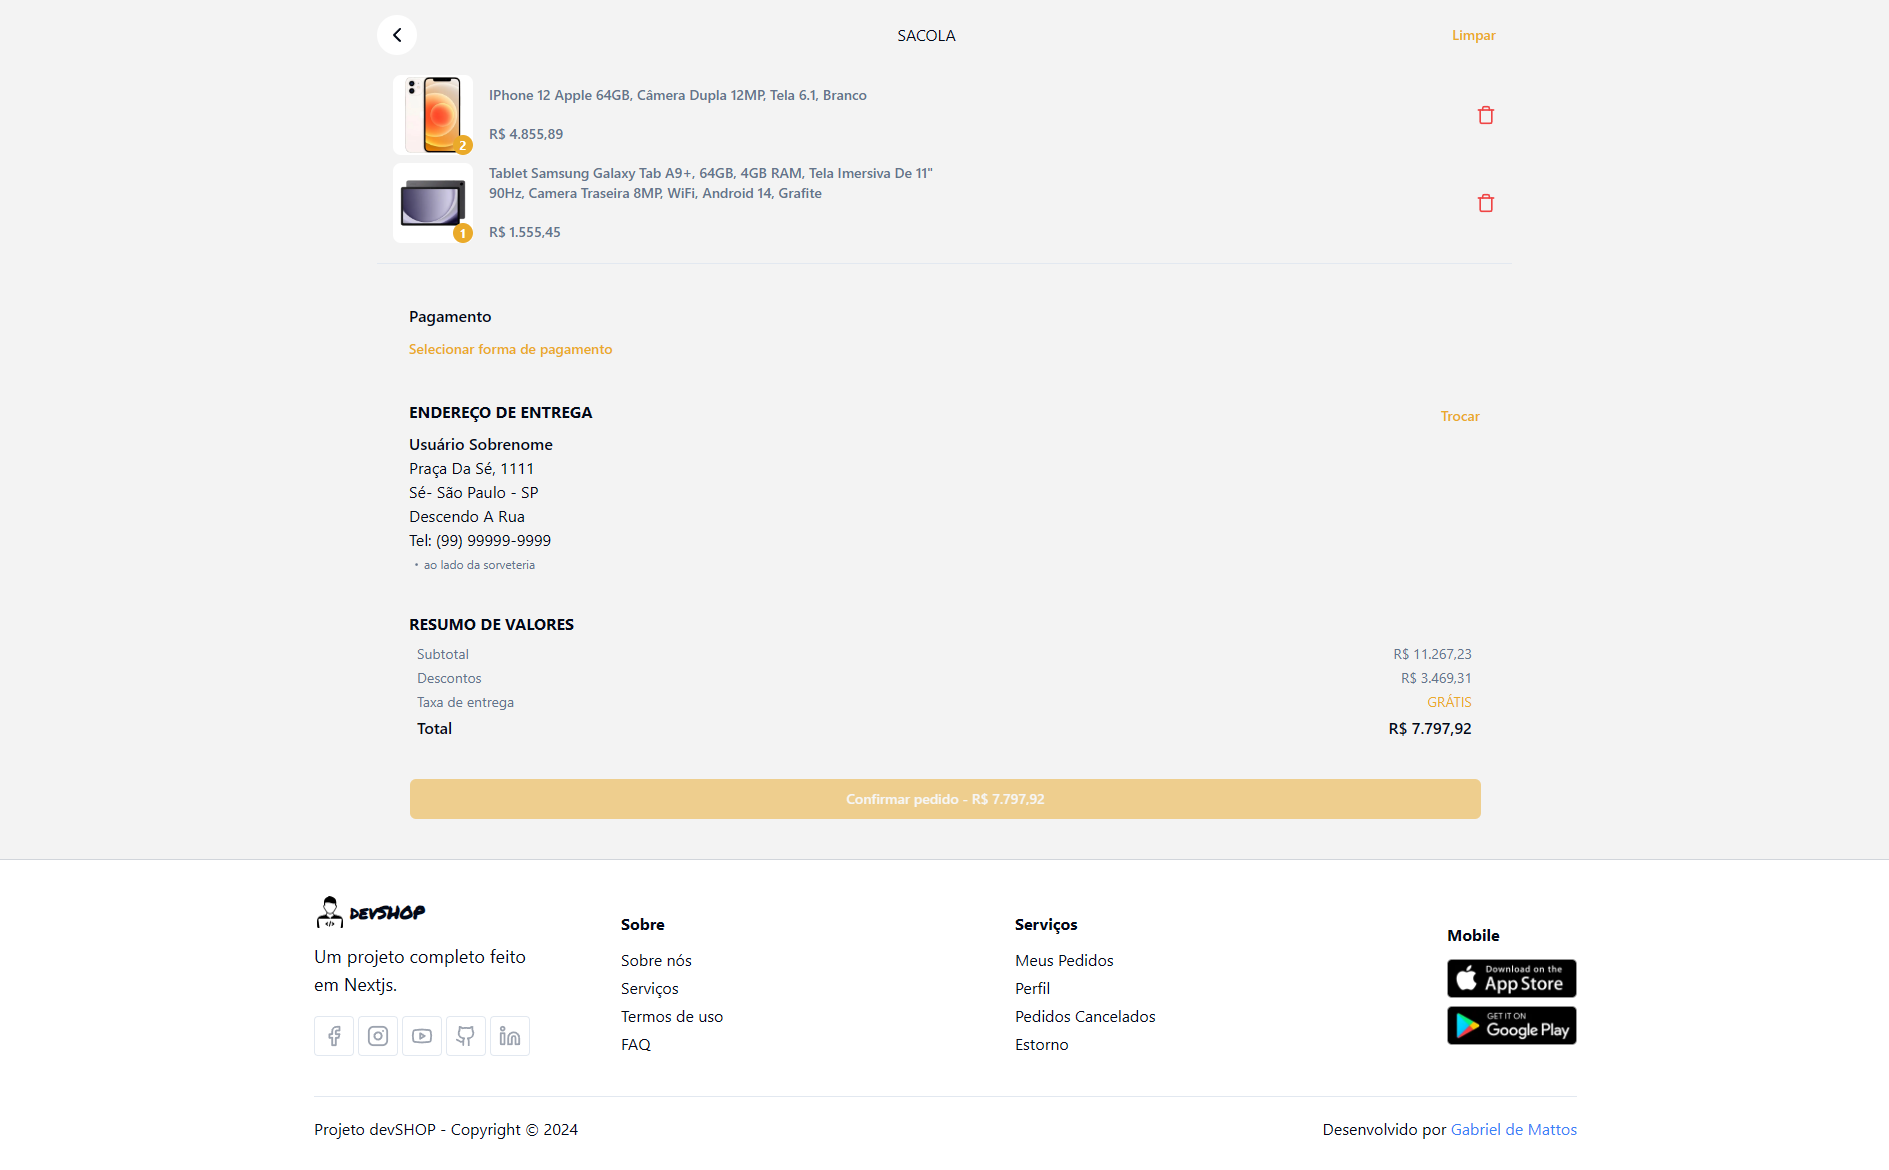 SACOLA
Limpar
IPhone 12 Apple 64GB, Câmera Dupla 12MP, Tela 6.1, Branco
R$ 4.855,89
2
Tablet Samsung Galaxy Tab A9+, 64GB, 4GB RAM, Tela Imersiva De 11"
90Hz, Camera Traseira 8MP, WiFi, Android 14, Grafite
R$ 1.555,45
1
Pagamento
Selecionar forma de pagamento
ENDEREÇO DE ENTREGA
Trocar
Usuário Sobrenome
Praça Da Sé, 1111
Sé- São Paulo - SP
Descendo A Rua
Tel: (99) 99999-9999
• ao lado da sorveteria
RESUMO DE VALORES
Subtotal R$ 11.267,23
Descontos R$ 3.469,31
Taxa de entrega GRÁTIS
Total R$ 7.797,92
Confirmar pedido - R$ 7.797,92
devSHOP
Um projeto completo feito
em Nextjs.
Sobre
Sobre nós
Serviços
Termos de uso
FAQ
Serviços
Meus Pedidos
Perfil
Pedidos Cancelados
Estorno
Mobile
Download on the
App Store
GET IT ON
Google Play
Projeto devSHOP - Copyright © 2024
Desenvolvido por Gabriel de Mattos